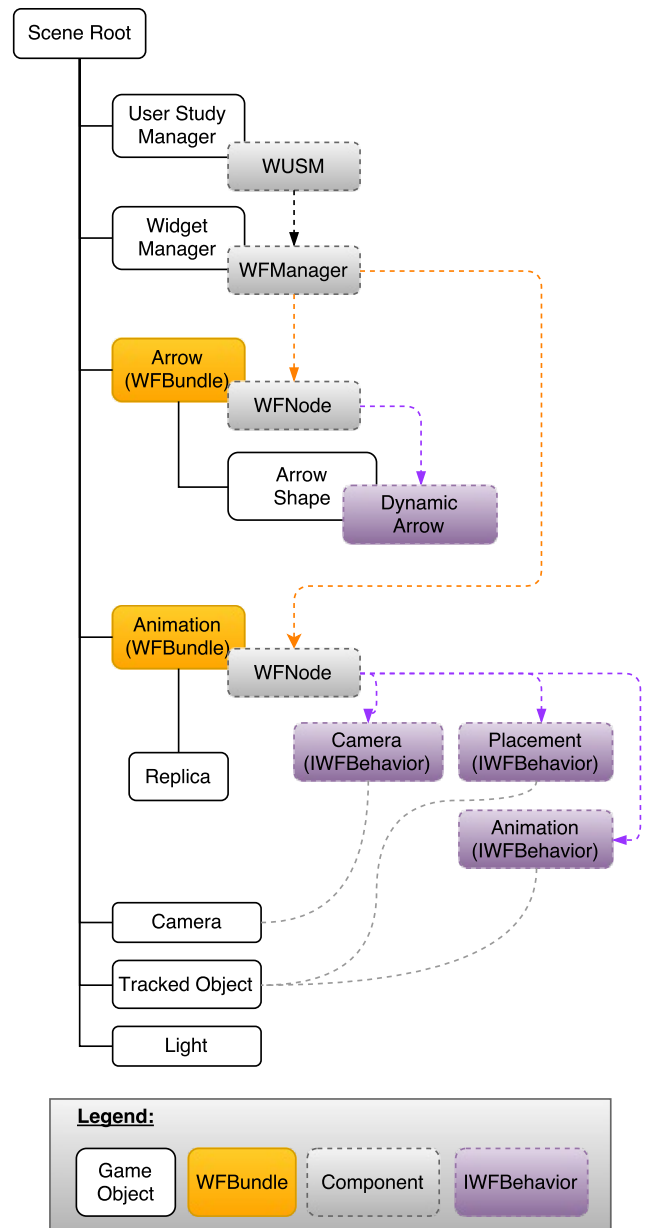 Scene Root
User Study
Manager
WUSM
Widget
Manager
WFManager
Arrow
(WFBundle)
WFNode
Arrow
Shape
Dynamic
Arrow
Animation
(WFBundle)
WFNode
Camera
(IWFBehavior)
Placement
(IWFBehavior)
Replica
Animation
(IWFBehavior)
Camera
Tracked Object
Light
Legend:
Game
Object
WFBundle
Component
IWFBehavior